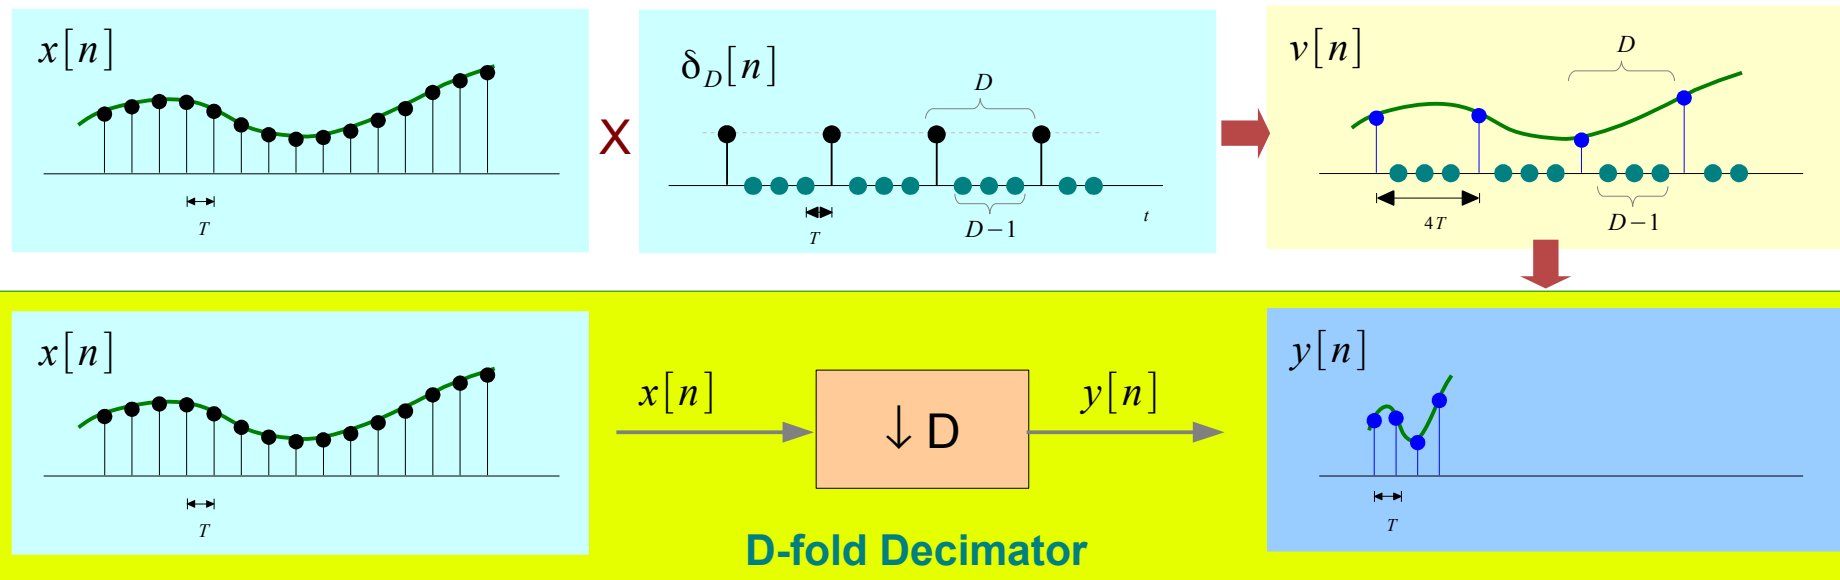 x[n]
T
X
δ_D[n]
D
T
D−1
t
v[n]
D
4T
D−1
x[n]
T
x[n]
↓ D
y[n]
y[n]
T
D-fold Decimator